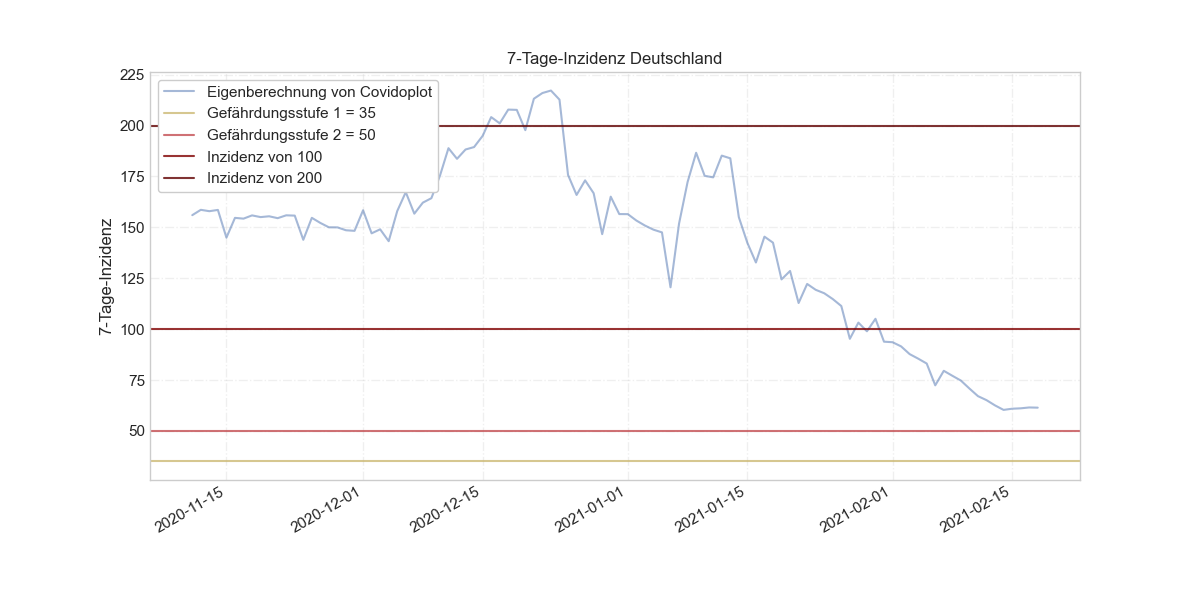 7-Tage-Inzidenz Deutschland
Eigenberechnung von Covidoplot
Gefährdungsstufe 1 = 35
Gefährdungsstufe 2 = 50
Inzidenz von 100
Inzidenz von 200
7-Tage-Inzidenz
225
200
175
150
125
100
75
50
2020-11-15
2020-12-01
2020-12-15
2021-01-01
2021-01-15
2021-02-01
2021-02-15